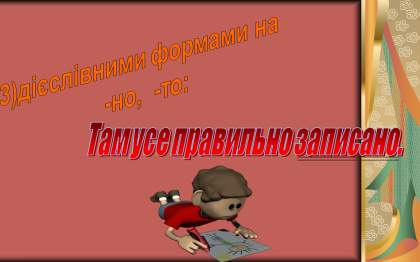 3)дієслівними формами на
-но, -то:
Там усе правильно записано.